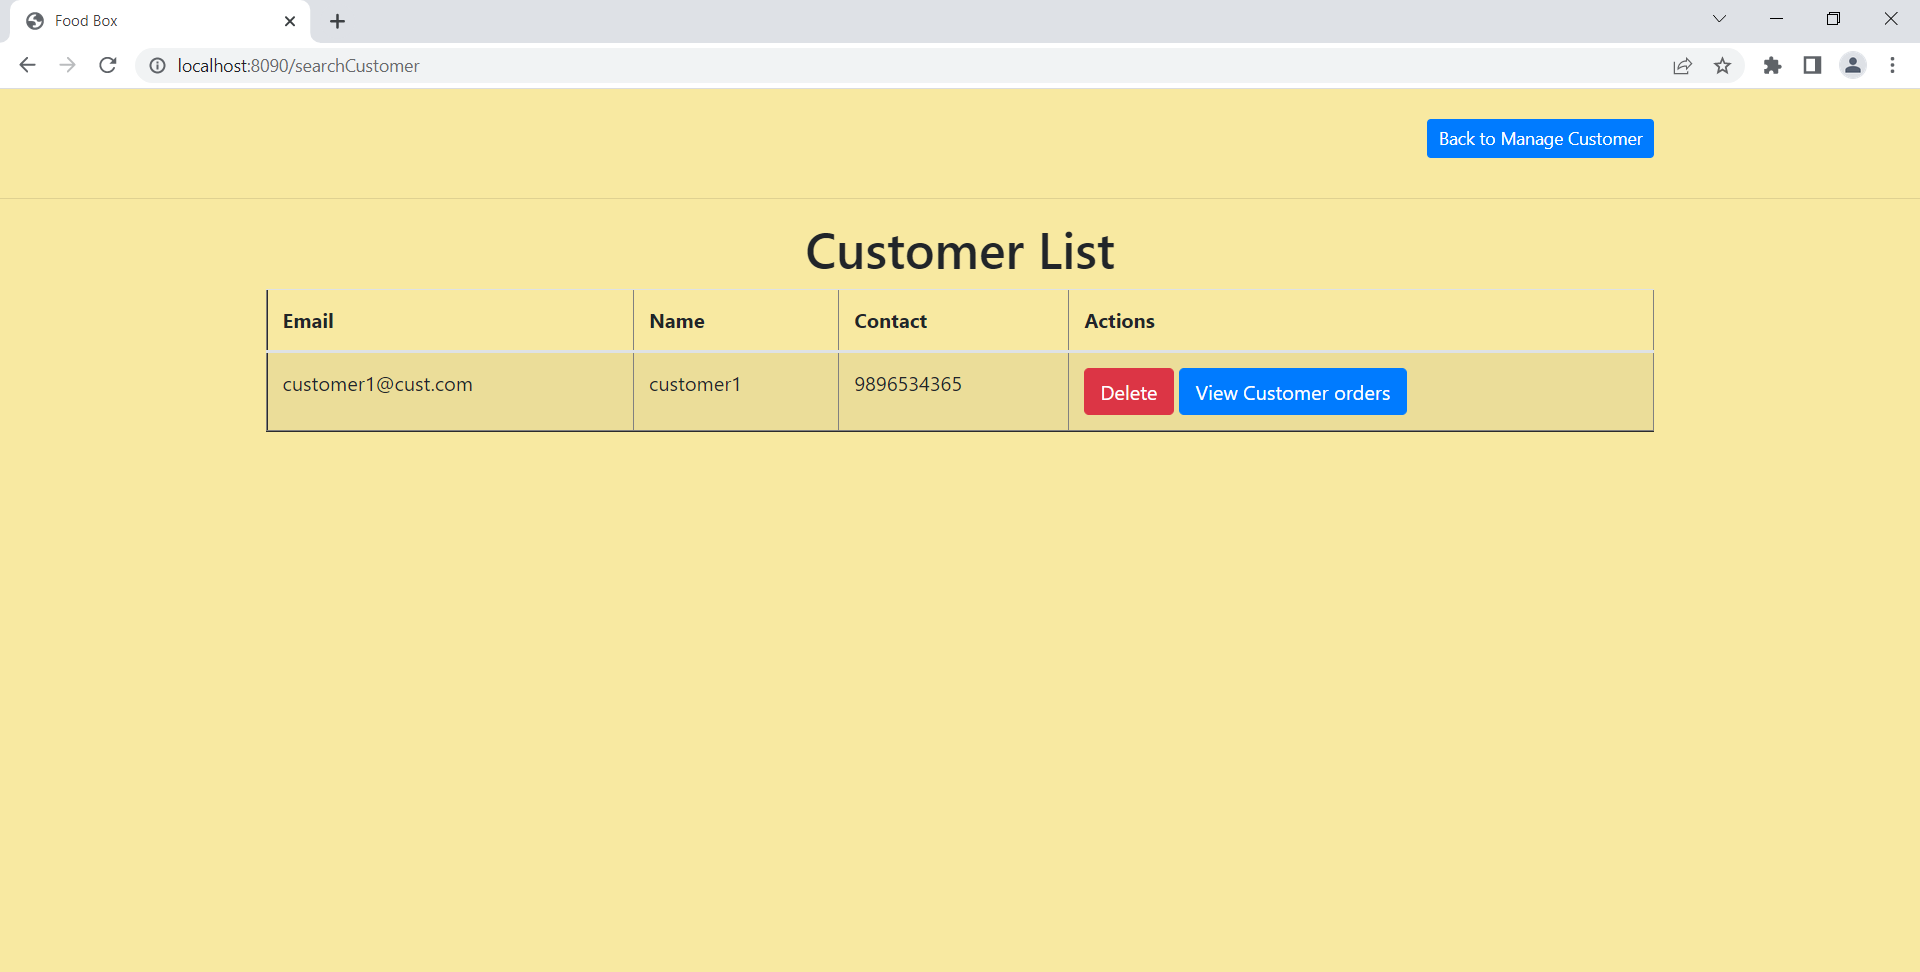 Food Box
localhost:8090/searchCustomer
Back to Manage Customer
Customer List
Email Name Contact Actions
customer1@cust.com customer1 9896534365 Delete View Customer orders